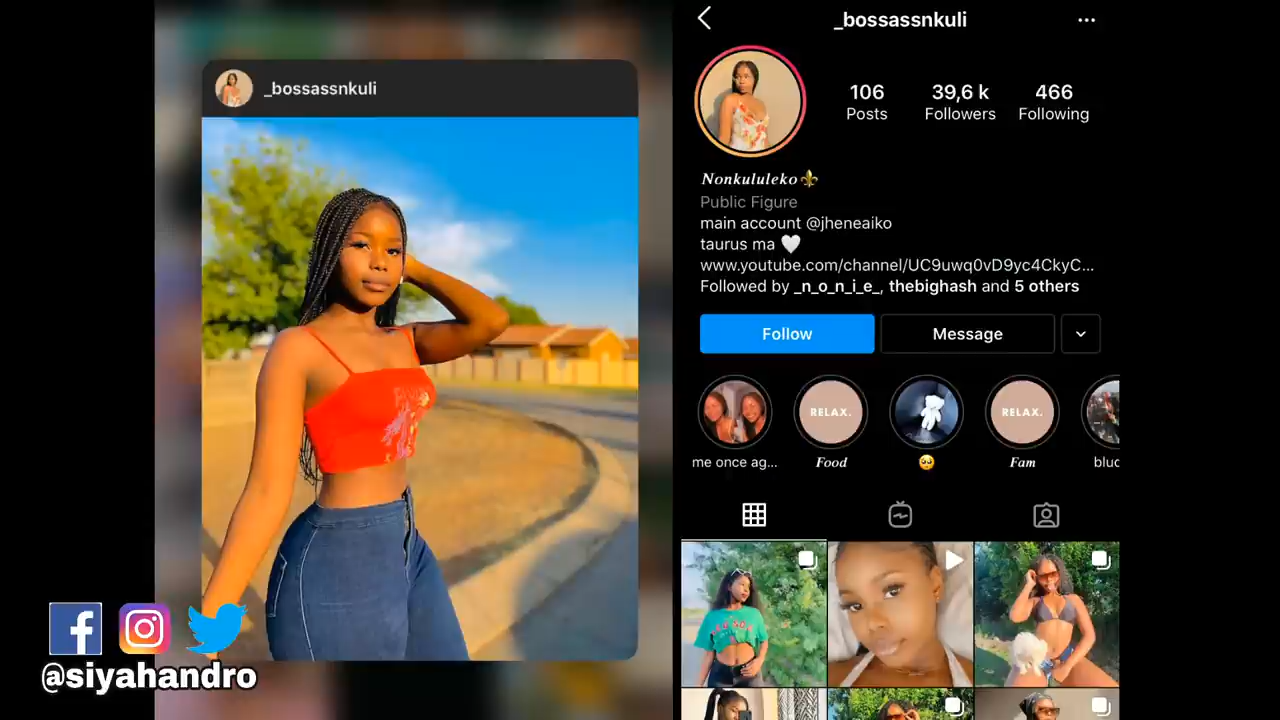 _bossassnkuli
@siyahandro
_bossassnkuli
106
39,6 k
466
Posts
Followers
Following
Nonkululeko⚜️
Public Figure
main account @jheneaiko
taurus ma 🤍
www.youtube.com/channel/UC9uwq0vD9yc4CkyC...
Followed by _n_o_n_i_e_, thebighash and 5 others
Follow
Message
RELAX.
RELAX.
me once ag...
Food
🥺
Fam
bluc